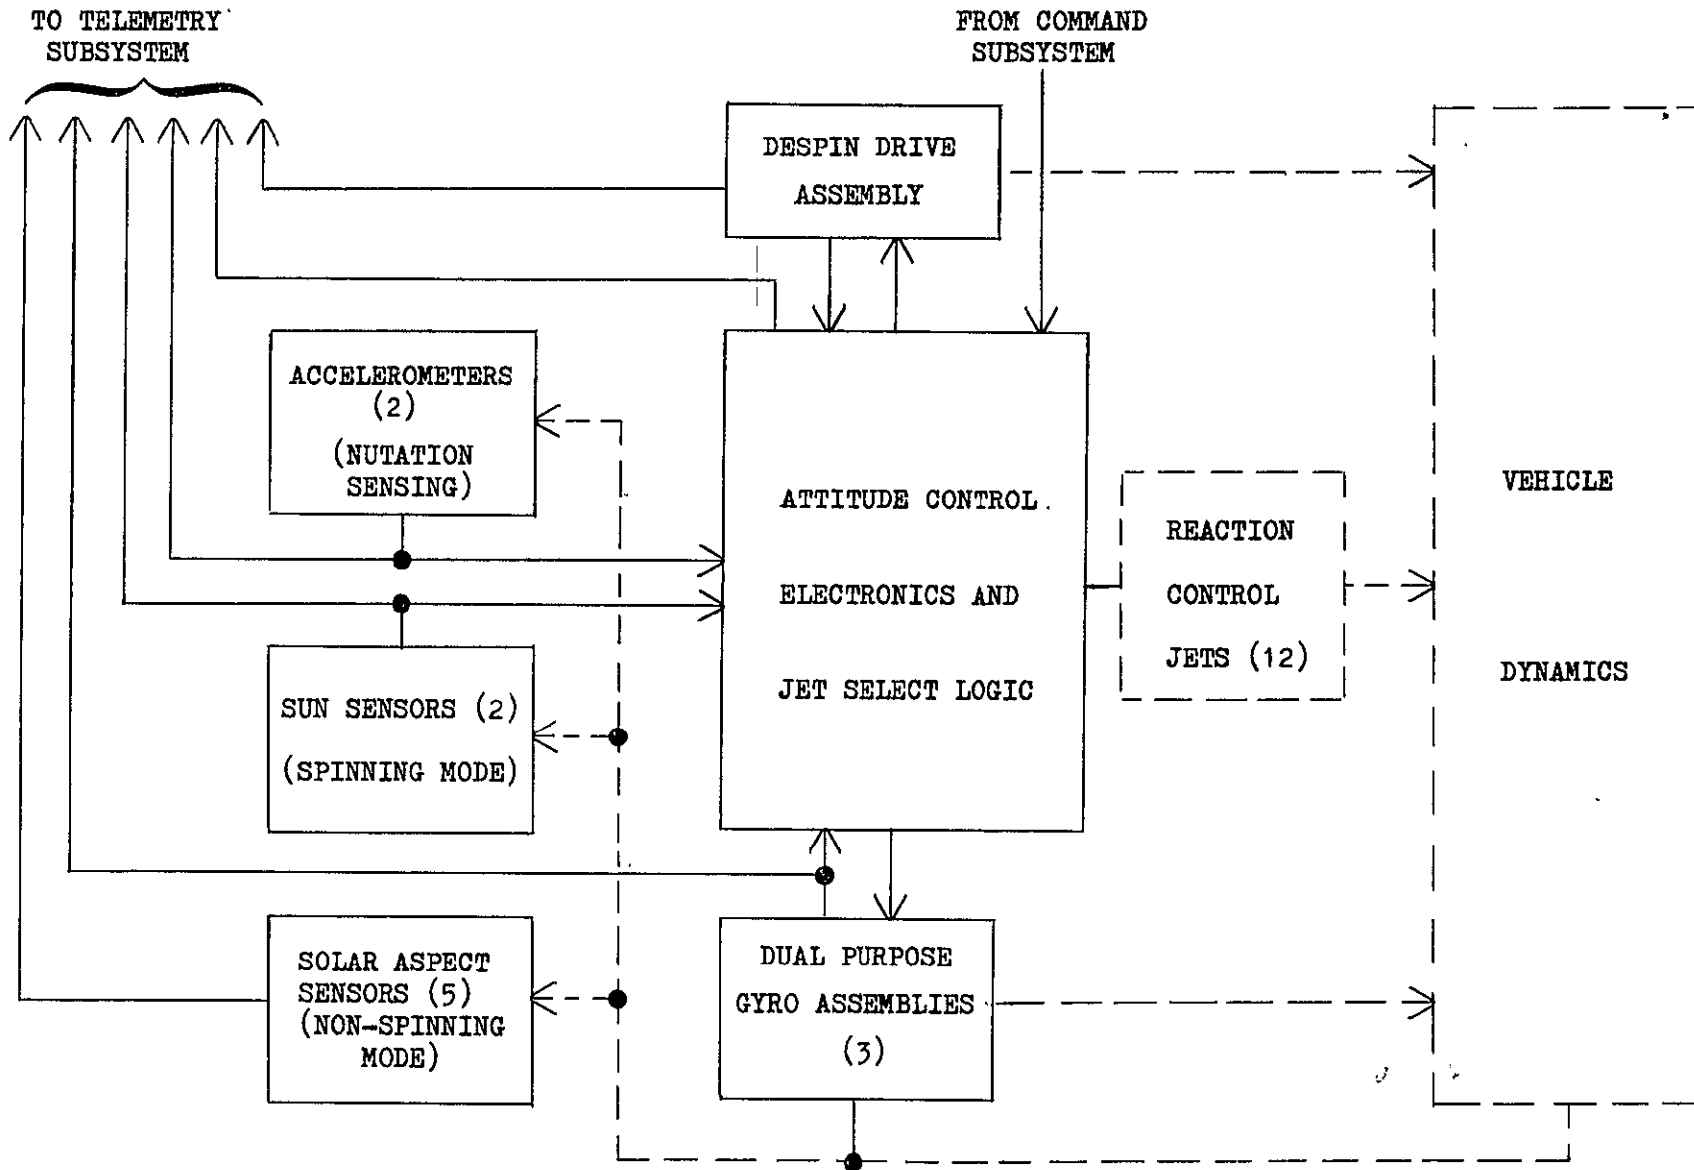 TO TELEMETRY
SUBSYSTEM
FROM COMMAND
SUBSYSTEM
DESPIN DRIVE
ASSEMBLY
ACCELEROMETERS
(2)
(NUTATION
SENSING)
ATTITUDE CONTROL
ELECTRONICS AND
JET SELECT LOGIC
REACTION
CONTROL
JETS (12)
VEHICLE
DYNAMICS
SUN SENSORS (2)
(SPINNING MODE)
SOLAR ASPECT
SENSORS (5)
(NON-SPINNING
MODE)
DUAL PURPOSE
GYRO ASSEMBLIES
(3)